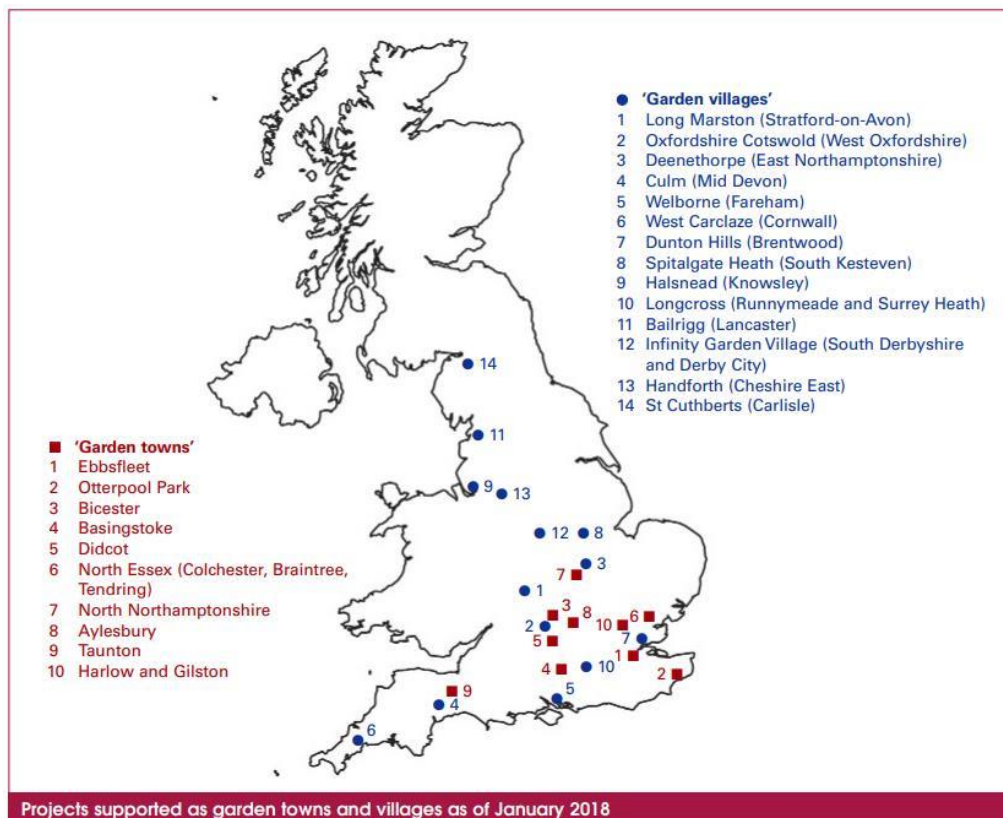 'Garden villages'
1 Long Marston (Stratford-on-Avon)
2 Oxfordshire Cotswold (West Oxfordshire)
3 Deenethorpe (East Northamptonshire)
4 Culm (Mid Devon)
5 Welborne (Fareham)
6 West Carclaze (Cornwall)
7 Dunton Hills (Brentwood)
8 Spitalgate Heath (South Kesteven)
9 Halsnead (Knowsley)
10 Longcross (Runnymeade and Surrey Heath)
11 Bailrigg (Lancaster)
12 Infinity Garden Village (South Derbyshire
and Derby City)
13 Handforth (Cheshire East)
14 St Cuthberts (Carlisle)
'Garden towns'
1 Ebbsfleet
2 Otterpool Park
3 Bicester
4 Basingstoke
5 Didcot
6 North Essex (Colchester, Braintree,
Tendring)
7 North Northamptonshire
8 Aylesbury
9 Taunton
10 Harlow and Gilston
14
11
9
13
12
8
3
7
1
3
8
6
2
10
5
7
1
4
10
2
9
5
4
6
Projects supported as garden towns and villages as of January 2018